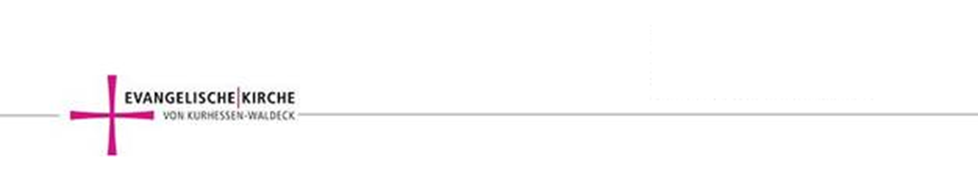 EVANGELISCHE|KIRCHE
VON KURHESSEN-WALDECK